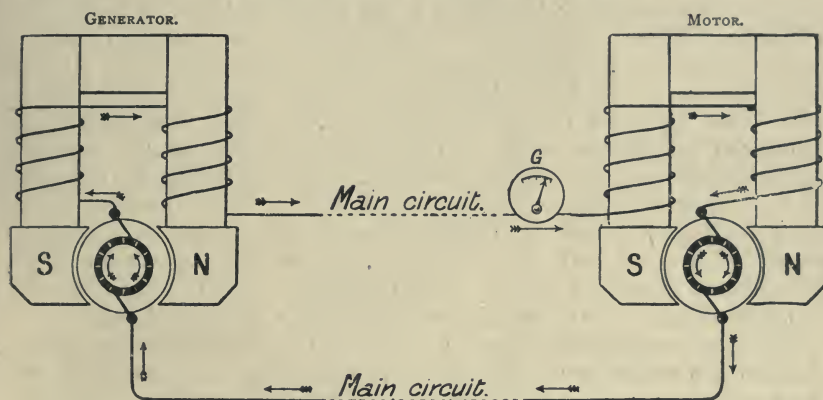 GENERATOR.
MOTOR.
G
Main circuit.
S
N
S
N
Main circuit.